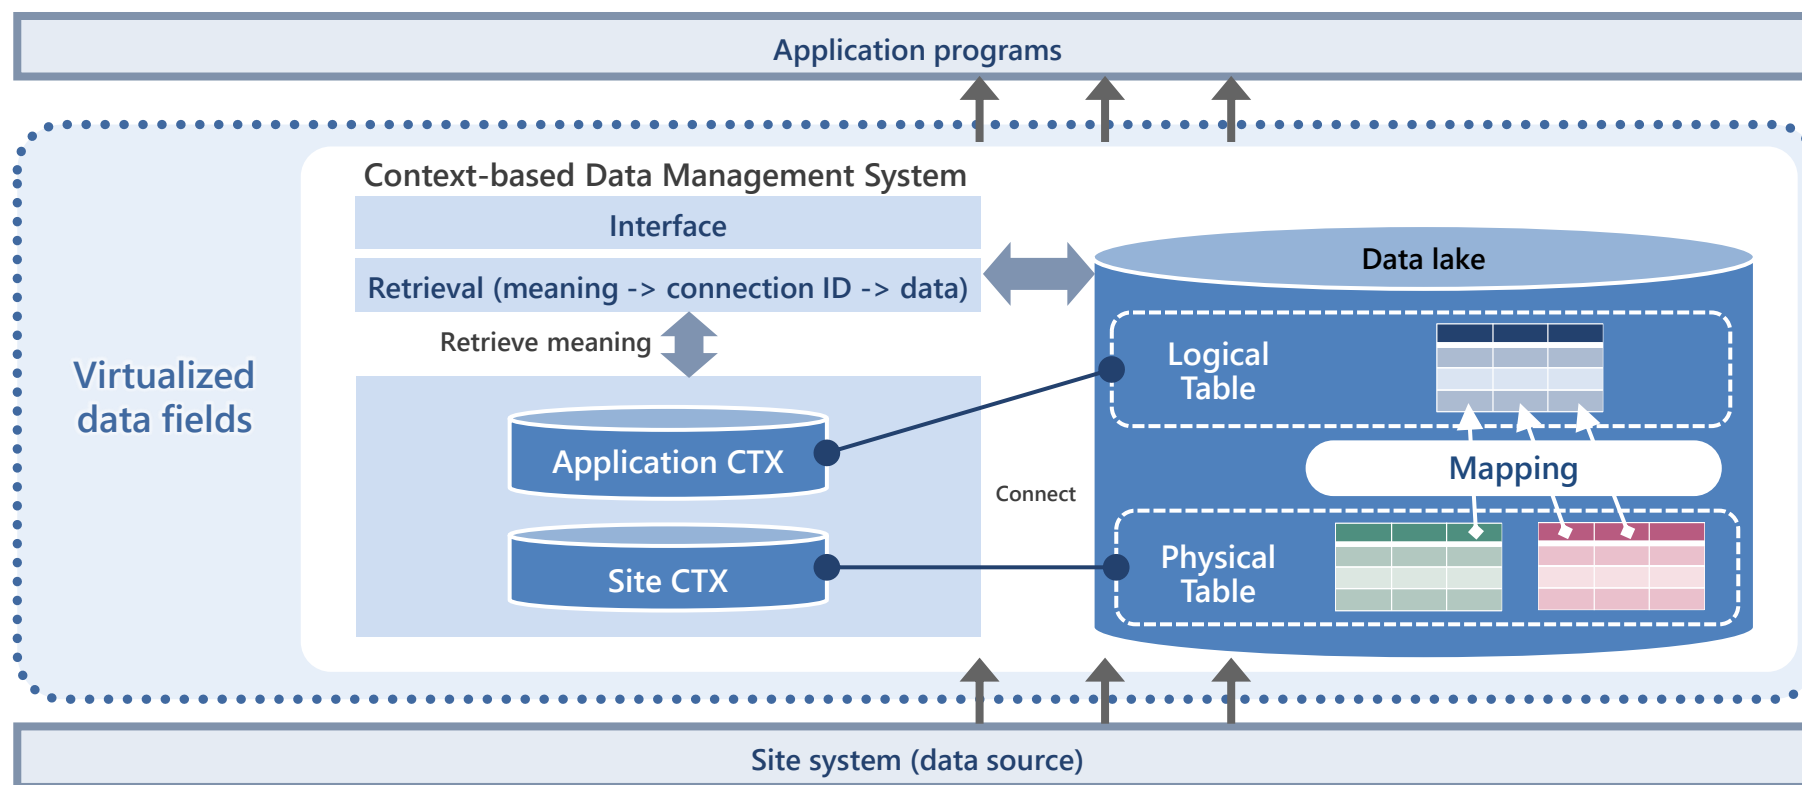 Application programs
Context-based Data Management System
Interface
Retrieval (meaning -> connection ID -> data)
Retrieve meaning
Virtualized
data fields
Application CTX
Site CTX
Connect
Data lake
Logical
Table
Mapping
Physical
Table
Site system (data source)